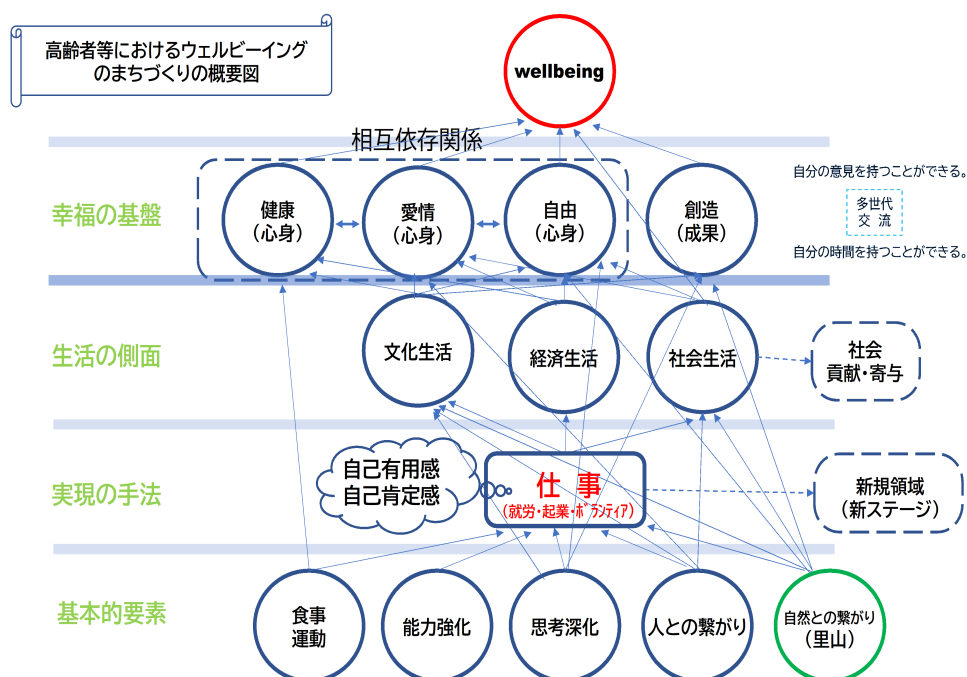 高齢者等におけるウェルビーイング
のまちづくりの概要図
wellbeing
相互依存関係
幸福の基盤
健康
（心身）
愛情
（心身）
自由
（心身）
創造
（成果）
自分の意見を持つことができる。
多世代
交 流
自分の時間を持つことができる。
生活の側面
文化生活
経済生活
社会生活
社会
貢献・寄与
実現の手法
自己有用感
自己肯定感
仕 事
（就労・起業・ﾎﾞﾗﾝﾃｨｱ）
新規領域
（新ステージ）
基本的要素
食事
運動
能力強化
思考深化
人との繋がり
自然との繋がり
（里山）